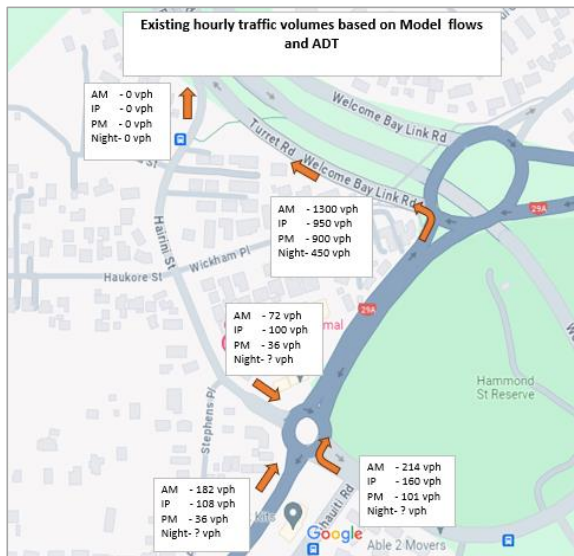 Existing hourly traffic volumes based on Model flows
and ADT
AM - 0 vph
IP - 0 vph
PM - 0 vph
Night- 0 vph
Welcome Bay Link Rd
Turret Rd
Welcome Bay Link Rd
29A
AM - 1300 vph
IP - 950 vph
PM - 900 vph
Night- 450 vph
Hairini St
Wickham Pl
Haukore St
29A
AM - 72 vph
IP - 100 vph
PM - 36 vph
Night- ? vph
Hammond
St Reserve
Stephens Pl
AM - 182 vph
IP - 108 vph
PM - 36 vph
Night- ? vph
AM - 214 vph
IP - 160 vph
PM - 101 vph
Night- ? vph
Google
Able 2 Movers